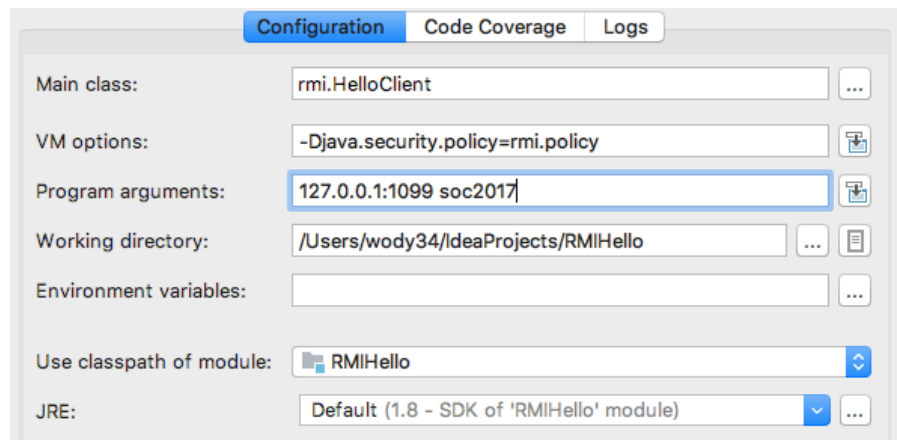 Configuration Code Coverage Logs
Main class: rmi.HelloClient ...
VM options: -Djava.security.policy=rmi.policy
Program arguments: 127.0.0.1:1099 soc2017
Working directory: /Users/wody34/IdeaProjects/RMIHello ...
Environment variables: ...
Use classpath of module: RMIHello
JRE: Default (1.8 - SDK of 'RMIHello' module) ...